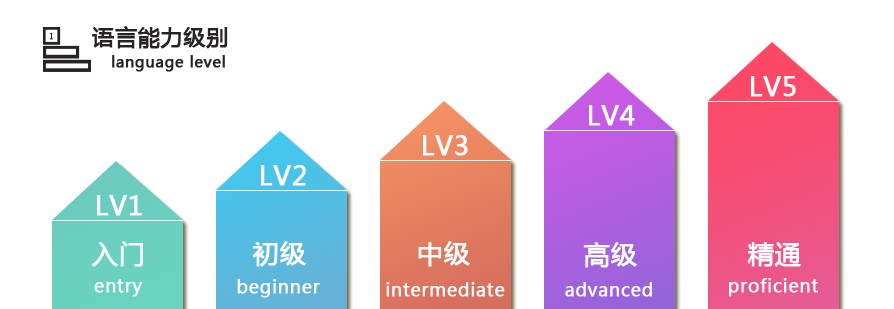 1
语言能力级别
language level
LV1
入门
entry
LV2
初级
beginner
LV3
中级
intermediate
LV4
高级
advanced
LV5
精通
proficient